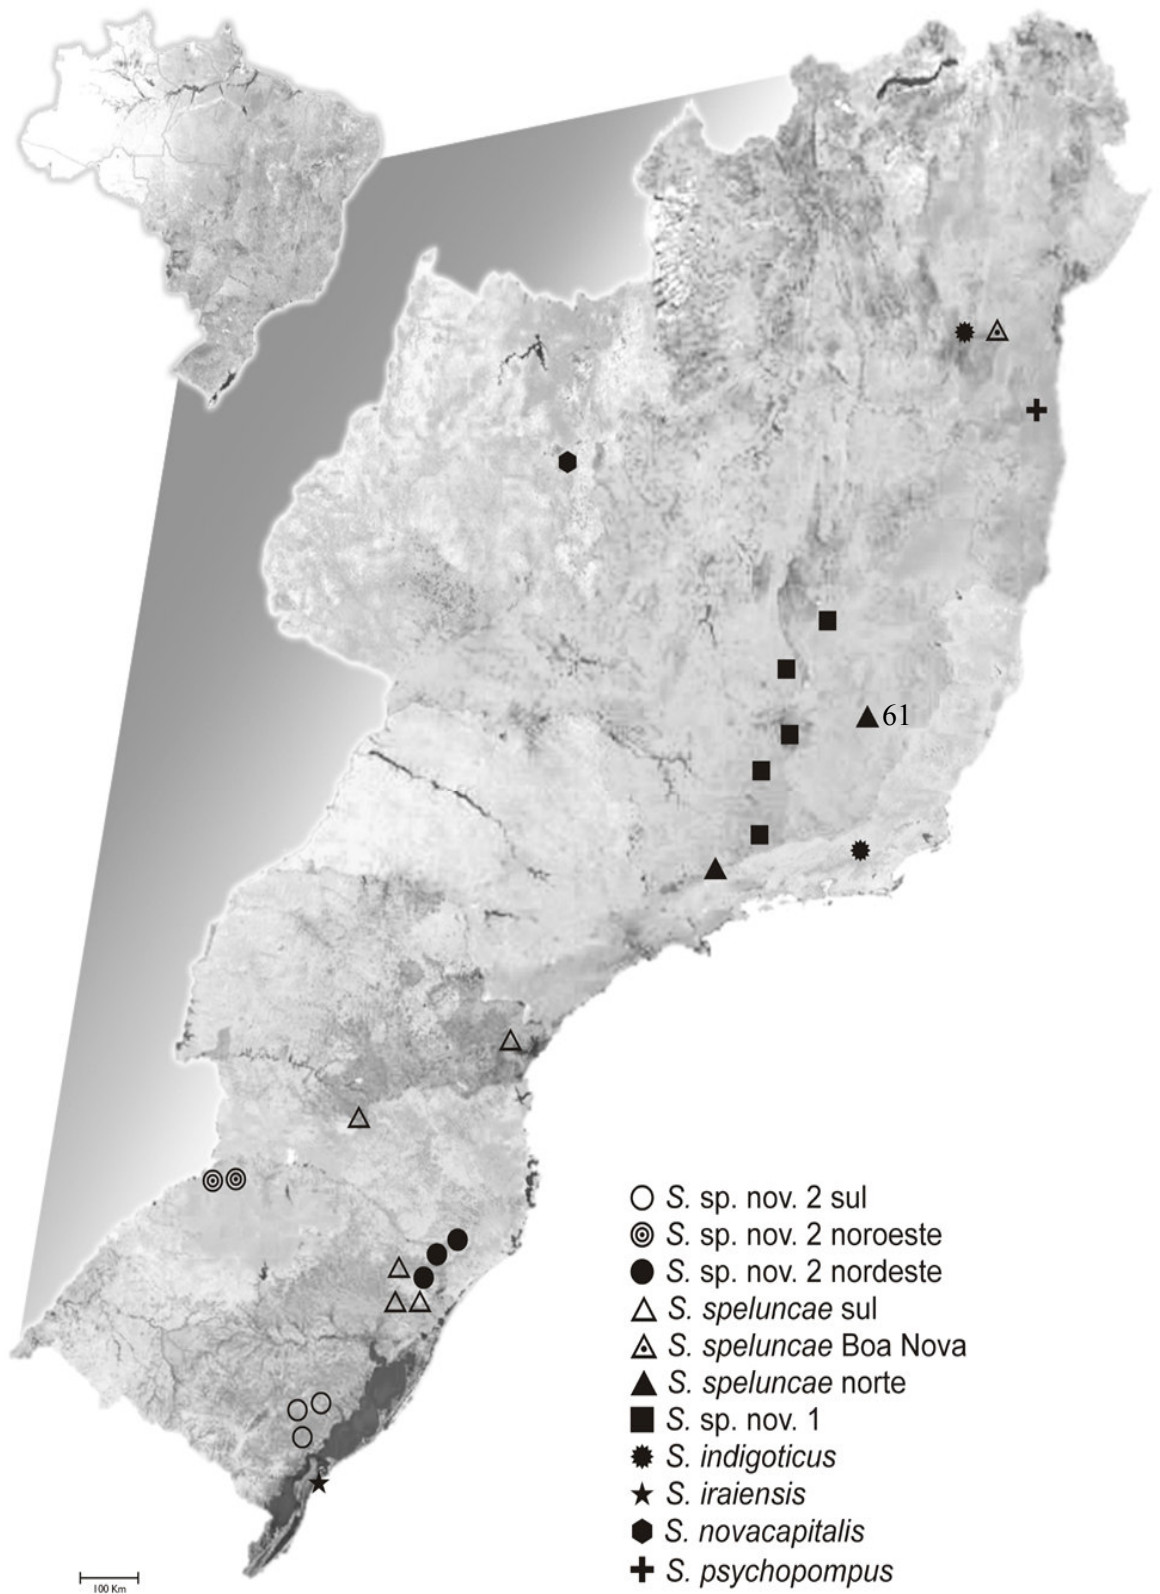 61
S. sp. nov. 2 sul
S. sp. nov. 2 noroeste
S. sp. nov. 2 nordeste
S. speluncae sul
S. speluncae Boa Nova
S. speluncae norte
S. sp. nov. 1
S. indigoticus
S. iraiensis
S. novacapitalis
S. psychopompus
100 Km